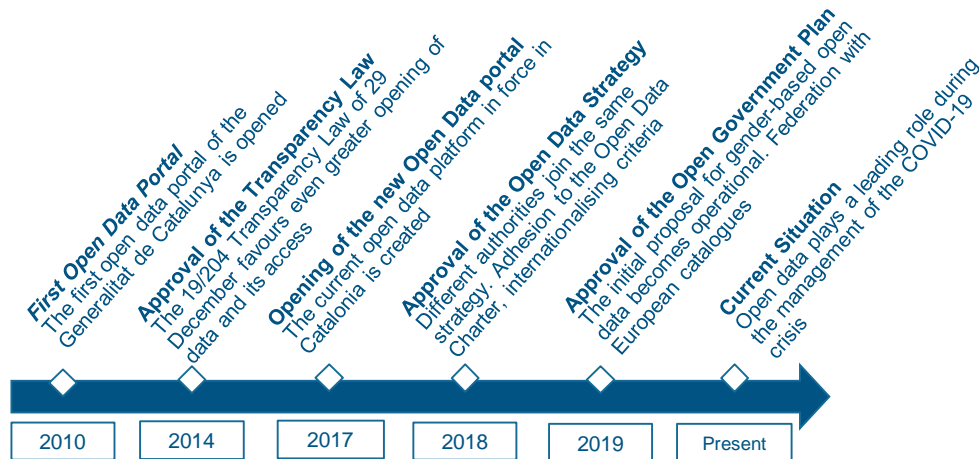 First Open Data Portal
The first open data portal of the
Generalitat de Catalunya is opened
Approval of the Transparency Law
The 19/204 Transparency Law of 29
December favours even greater opening of
data and its access
Opening of the new Open Data portal
The current open data platform in force in
Catalonia is created
Approval of the Open Data Strategy
Different authorities join the same
strategy. Adhesion to the Open Data
Charter, internationalising criteria
Approval of the Open Government Plan
The initial proposal for gender-based open
data becomes operational. Federation with
European catalogues
Current Situation
Open data plays a leading role during
the management of the COVID-19
crisis
2010
2014
2017
2018
2019
Present